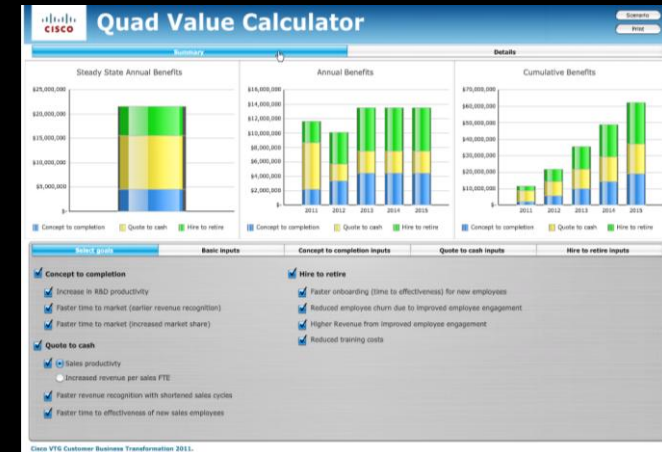 CISCO
Quad Value Calculator
Scenario
Print
Summary
Details
Steady State Annual Benefits
$25,000,000
$20,000,000
$15,000,000
$10,000,000
$5,000,000
$-
Concept to completion Quote to cash Hire to retire
Annual Benefits
$16,000,000
$14,000,000
$12,000,000
$10,000,000
$8,000,000
$6,000,000
$4,000,000
$2,000,000
$-
2011 2012 2013 2014 2015
Concept to completion Quote to cash Hire to retire
Cumulative Benefits
$70,000,000
$60,000,000
$50,000,000
$40,000,000
$30,000,000
$20,000,000
$10,000,000
$-
2011 2012 2013 2014 2015
Concept to completion Quote to cash Hire to retire
Select goals
Basic inputs
Concept to completion inputs
Quote to cash inputs
Hire to retire inputs
Concept to completion
Increase in R&D productivity
Faster time to market (earlier revenue recognition)
Faster time to market (increased market share)
Quote to cash
Sales productivty
Increased revenue per sales FTE
Faster revenue recognition with shortened sales cycles
Faster time to effectiveness of new sales employees
Hire to retire
Faster onboarding (time to effectiveness) for new employees
Reduced employee churn due to improved employee engagement
Higher Revenue from improved employee engagement
Reduced training costs
Cisco VTG Customer Business Transformation 2011.